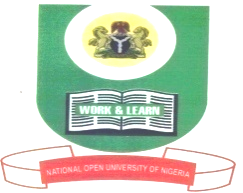 WORK & LEARN
NATIONAL OPEN UNIVERSITY OF NIGERIA